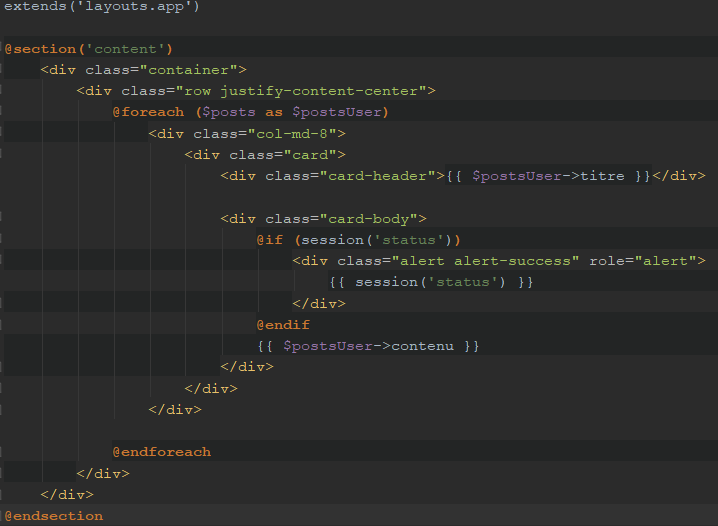 extends('layouts.app')
@section('content')
<div class="container">
<div class="row justify-content-center">
@foreach ($posts as $postsUser)
<div class="col-md-8">
<div class="card">
<div class="card-header">{{ $postsUser->titre }}</div>
<div class="card-body">
@if (session('status'))
<div class="alert alert-success" role="alert">
{{ session('status') }}
</div>
@endif
{{ $postsUser->contenu }}
</div>
</div>
</div>
@endforeach
</div>
</div>
@endsection